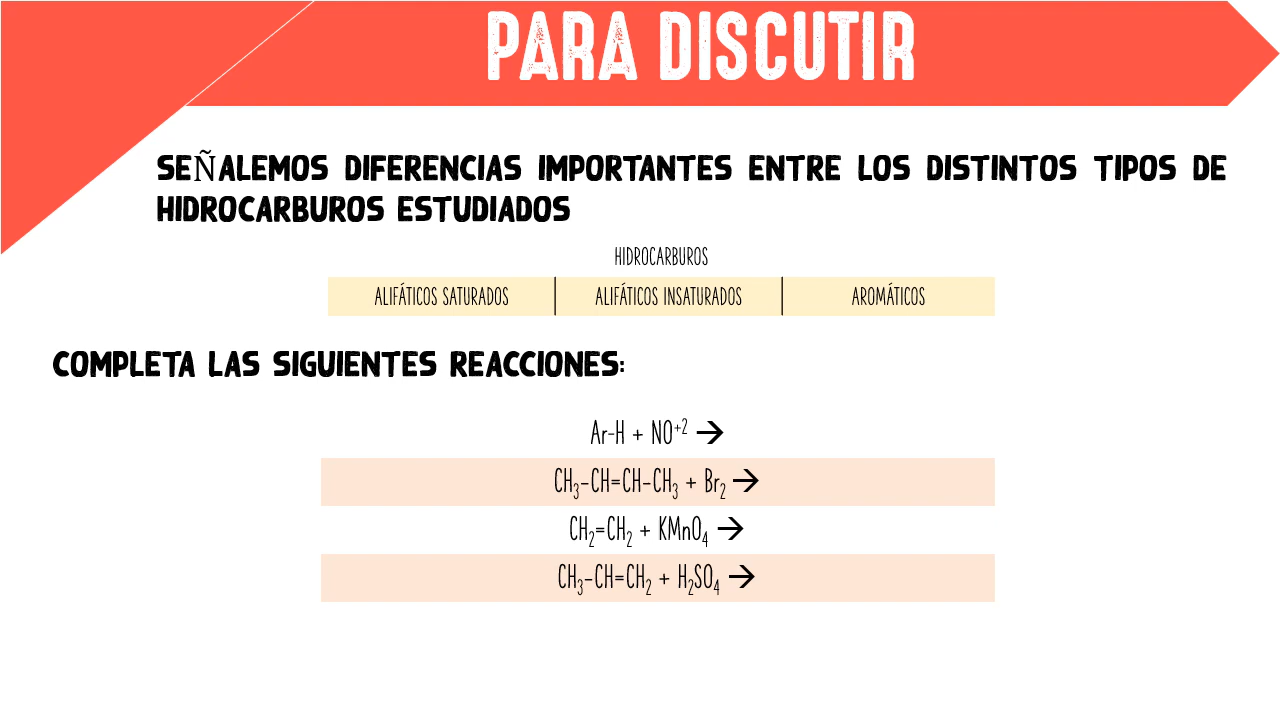 PARA DISCUTIR
SEÑALEMOS DIFERENCIAS IMPORTANTES ENTRE LOS DISTINTOS TIPOS DE
HIDROCARBUROS ESTUDIADOS
HIDROCARBUROS
ALIFÁTICOS SATURADOS ALIFÁTICOS INSATURADOS AROMÁTICOS
COMPLETA LAS SIGUIENTES REACCIONES:
Ar-H + NO⁺² →
CH₃-CH=CH-CH₃ + Br₂ →
CH₂=CH₂ + KMnO₄ →
CH₃-CH=CH₂ + H₂SO₄ →